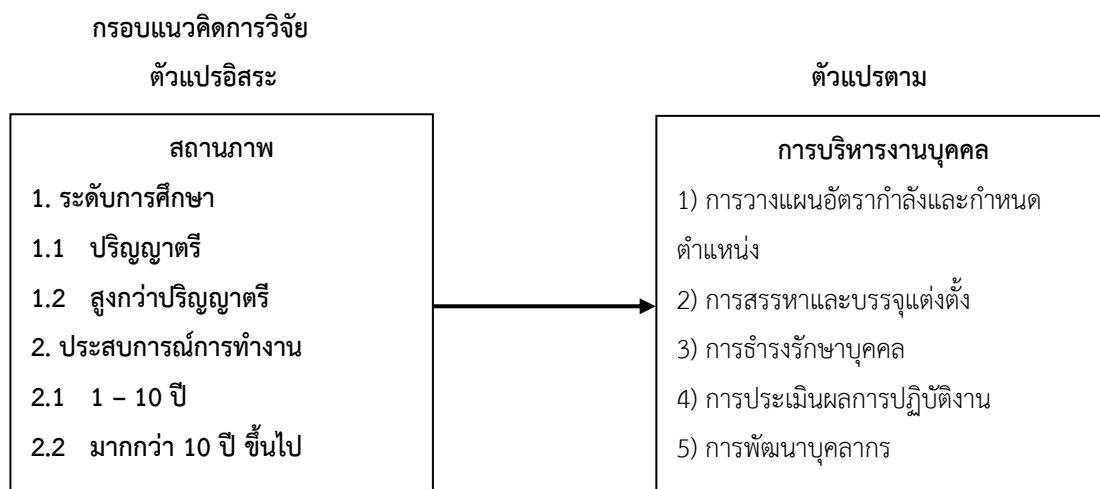 กรอบแนวคิดการวิจัย
ตัวแปรอิสระ
ตัวแปรตาม
สถานภาพ
1. ระดับการศึกษา
1.1 ปริญญาตรี
1.2 สูงกว่าปริญญาตรี
2. ประสบการณ์การทำงาน
2.1 1 – 10 ปี
2.2 มากกว่า 10 ปี ขึ้นไป
การบริหารงานบุคคล
1) การวางแผนอัตรากำลังและกำหนด
ตำแหน่ง
2) การสรรหาและบรรจุแต่งตั้ง
3) การธำรงรักษาบุคคล
4) การประเมินผลการปฏิบัติงาน
5) การพัฒนาบุคลากร